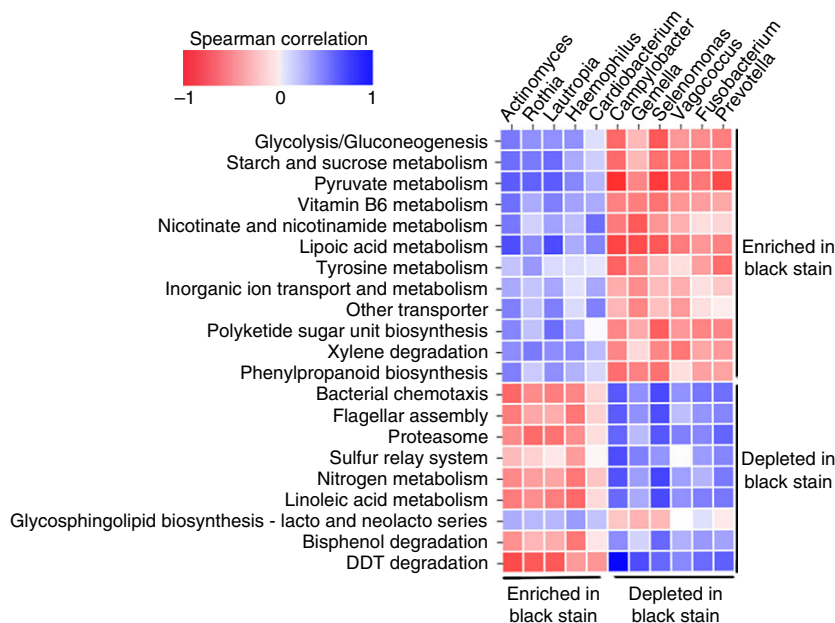 Spearman correlation
−1 0 1
Actinomyces
Rothia
Lautropia
Haemophilus
Cardiobacterium
Campylobacter
Gemella
Selenomonas
Vagococcus
Fusobacterium
Prevotella
Glycolysis/Gluconeogenesis
Starch and sucrose metabolism
Pyruvate metabolism
Vitamin B6 metabolism
Nicotinate and nicotinamide metabolism
Lipoic acid metabolism
Tyrosine metabolism
Inorganic ion transport and metabolism
Other transporter
Polyketide sugar unit biosynthesis
Xylene degradation
Phenylpropanoid biosynthesis
Bacterial chemotaxis
Flagellar assembly
Proteasome
Sulfur relay system
Nitrogen metabolism
Linoleic acid metabolism
Glycosphingolipid biosynthesis - lacto and neolacto series
Bisphenol degradation
DDT degradation
Enriched in
black stain
Depleted in
black stain
Enriched in
black stain
Depleted in
black stain